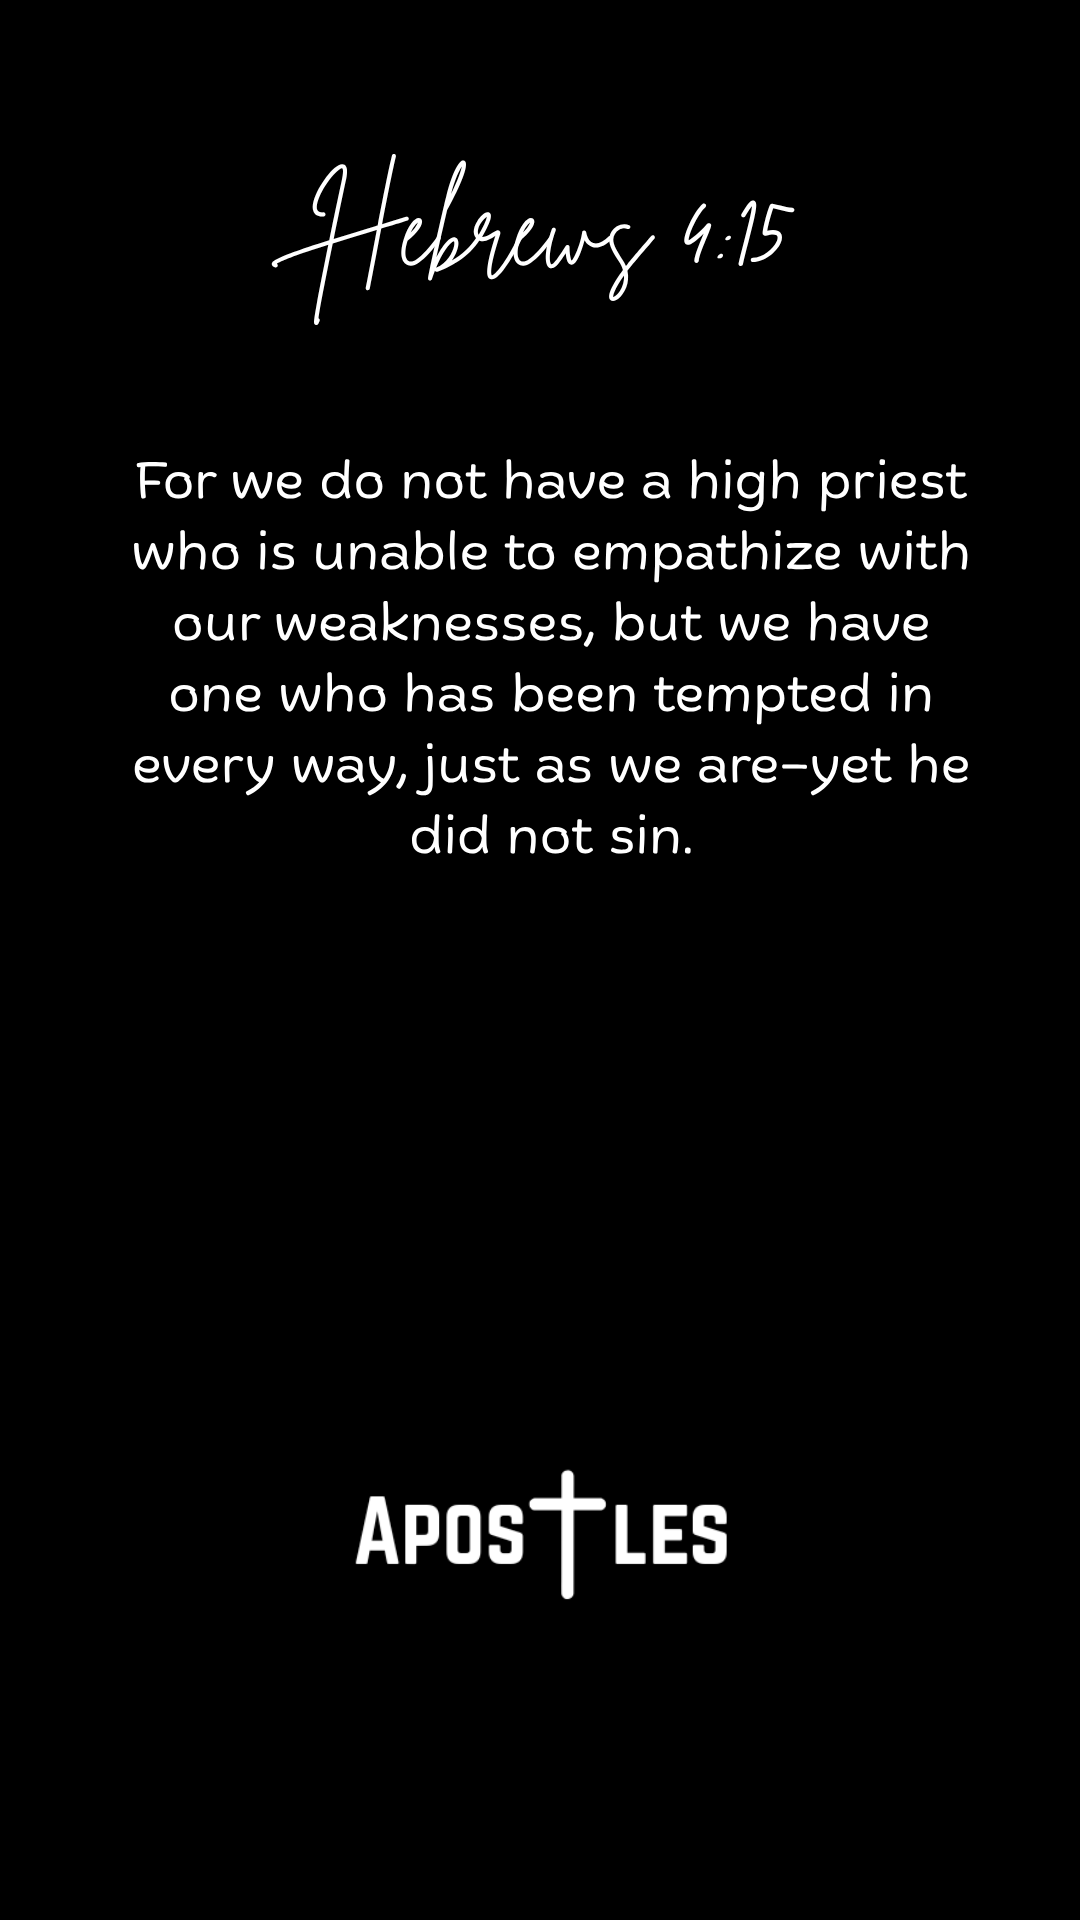 Hebrews 4:15
For we do not have a high priest
who is unable to empathize with
our weaknesses, but we have
one who has been tempted in
every way, just as we are–yet he
did not sin.
APOSTLES